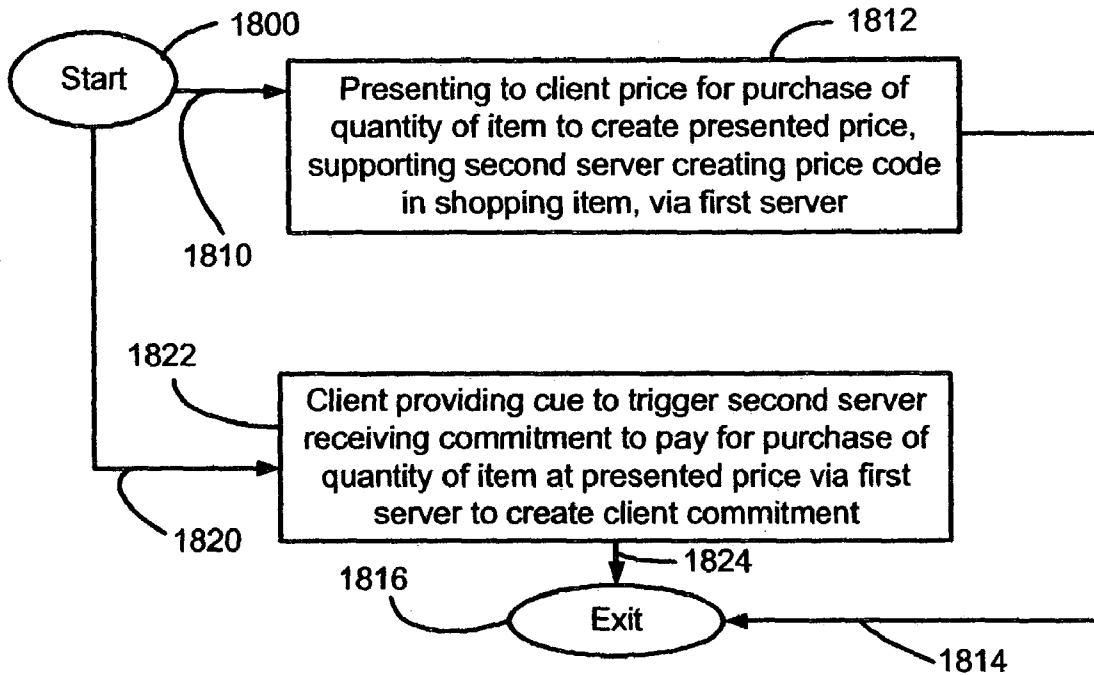 1800
Start
1812
Presenting to client price for purchase of
quantity of item to create presented price,
supporting second server creating price code
in shopping item, via first server
1810
1822
Client providing cue to trigger second server
receiving commitment to pay for purchase of
quantity of item at presented price via first
server to create client commitment
1820
1824
1816
Exit
1814